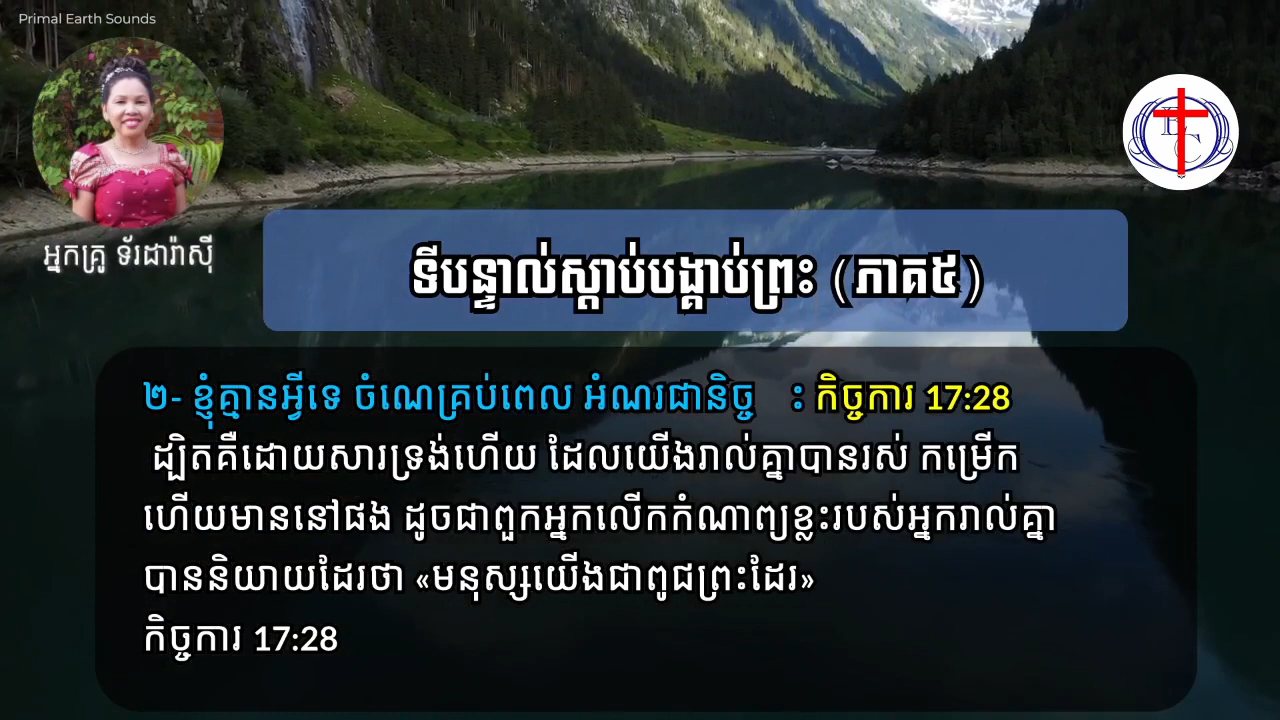 Primal Earth Sounds
អ្នកគ្រូ ទ័រដារ៉ាស៊ី
ទីបន្ទាល់ស្ដាប់បង្គាប់ព្រះ (ភាគ៥)
២- ខ្ញុំគ្មានអ្វីទេ ចំណេគ្រប់ពេល អំណរជានិច្ច : កិច្ចការ 17:28
ដ្បិតគឺដោយសារទ្រង់ហើយ ដែលយើងរាល់គ្នាបានរស់ កម្រើក
ហើយមាននៅផង ដូចជាពួកអ្នកលើកកំណាព្យខ្លះរបស់អ្នករាល់គ្នា
បាននិយាយដែរថា «មនុស្សយើងជាពូជព្រះដែរ»
កិច្ចការ 17:28